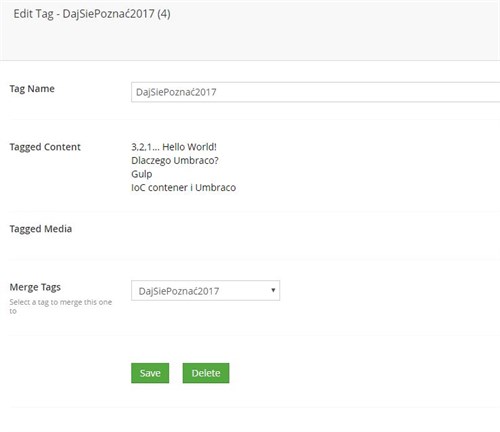 Edit Tag - DajSiePoznać2017 (4)
Tag Name
DajSiePoznać2017
Tagged Content
3.2.1... Hello World!
Dlaczego Umbraco?
Gulp
IoC contener i Umbraco
Tagged Media
Merge Tags
DajSiePoznać2017
Select a tag to merge this one
to
Save
Delete